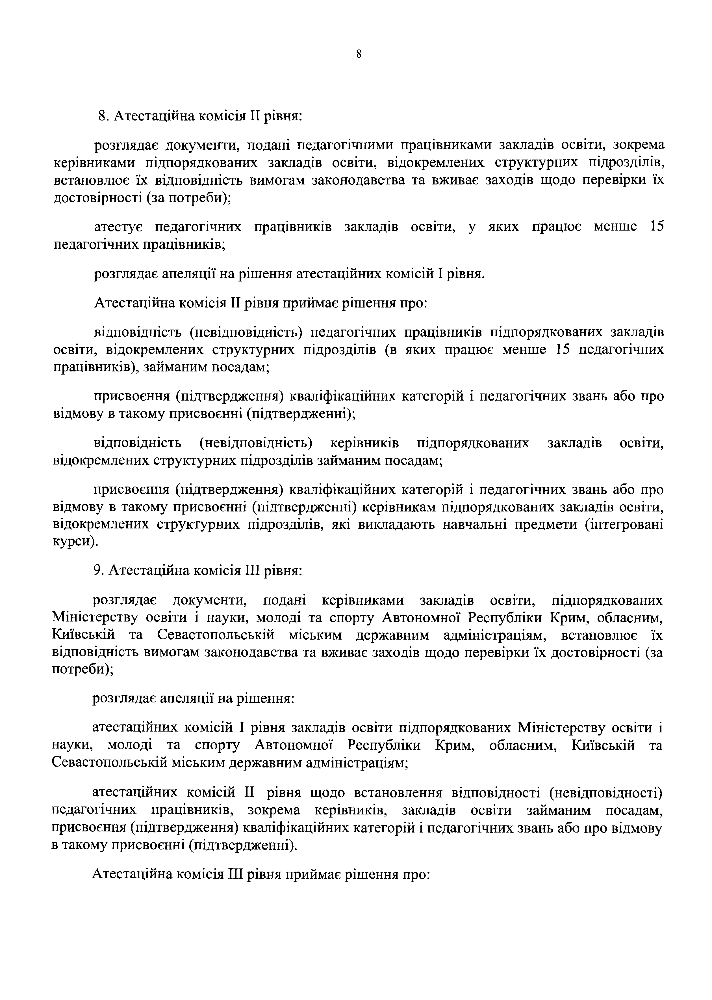 8
8. Атестаційна комісія II рівня:
розглядає документи, подані педагогічними працівниками закладів освіти, зокрема
керівниками підпорядкованих закладів освіти, відокремлених структурних підрозділів,
встановлює їх відповідність вимогам законодавства та вживає заходів щодо перевірки їх
достовірності (за потреби);
атестує педагогічних працівників закладів освіти, у яких працює менше 15
педагогічних працівників;
розглядає апеляції на рішення атестаційних комісій I рівня.
Атестаційна комісія II рівня приймає рішення про:
відповідність (невідповідність) педагогічних працівників підпорядкованих закладів
освіти, відокремлених структурних підрозділів (в яких працює менше 15 педагогічних
працівників), займаним посадам;
присвоєння (підтвердження) кваліфікаційних категорій і педагогічних звань або про
відмову в такому присвоєнні (підтвердженні);
відповідність (невідповідність) керівників підпорядкованих закладів освіти,
відокремлених структурних підрозділів займаним посадам;
присвоєння (підтвердження) кваліфікаційних категорій і педагогічних звань або про
відмову в такому присвоєнні (підтвердженні) керівникам підпорядкованих закладів освіти,
відокремлених структурних підрозділів, які викладають навчальні предмети (інтегровані
курси).
9. Атестаційна комісія III рівня:
розглядає документи, подані керівниками закладів освіти, підпорядкованих
Міністерству освіти і науки, молоді та спорту Автономної Республіки Крим, обласним,
Київській та Севастопольській міським державним адміністраціям, встановлює їх
відповідність вимогам законодавства та вживає заходів щодо перевірки їх достовірності (за
потреби);
розглядає апеляції на рішення:
атестаційних комісій I рівня закладів освіти підпорядкованих Міністерству освіти і
науки, молоді та спорту Автономної Республіки Крим, обласним, Київській та
Севастопольській міським державним адміністраціям;
атестаційних комісій II рівня щодо встановлення відповідності (невідповідності)
педагогічних працівників, зокрема керівників, закладів освіти займаним посадам,
присвоєння (підтвердження) кваліфікаційних категорій і педагогічних звань або про відмову
в такому присвоєнні (підтвердженні).
Атестаційна комісія III рівня приймає рішення про: